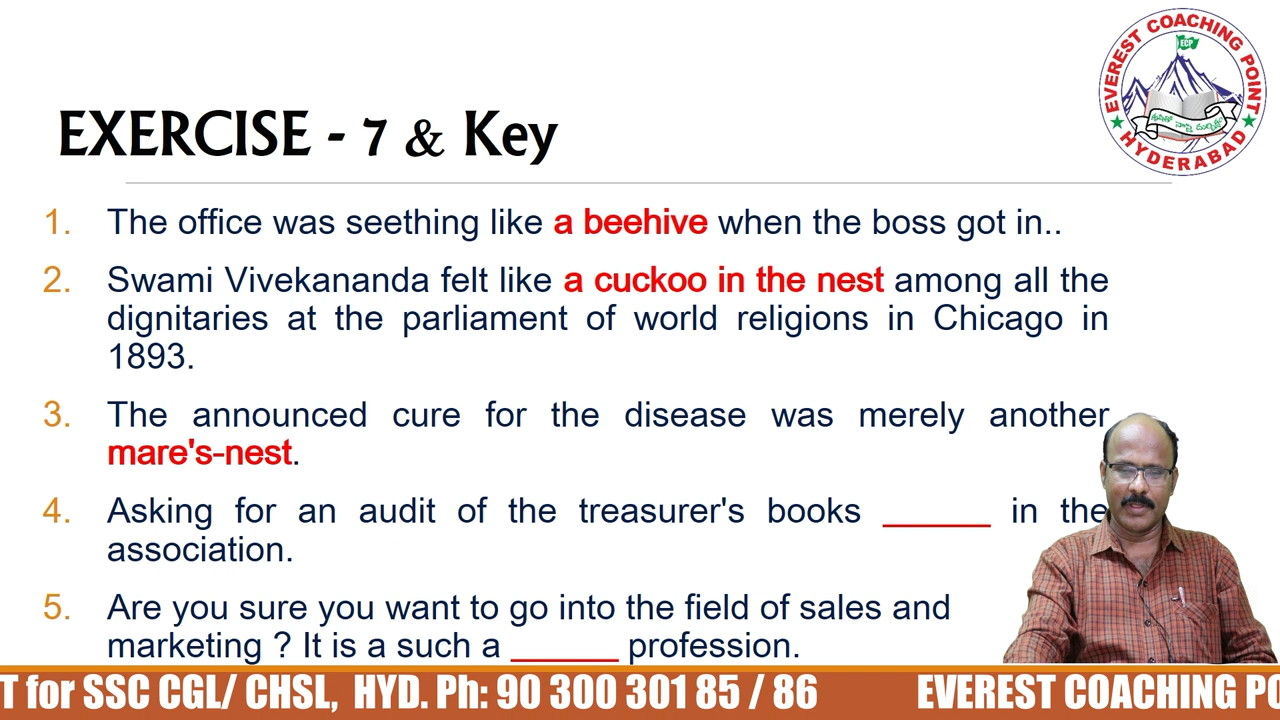 EVEREST COACHING POINT
ECP
HYDERABAD
EXERCISE - 7 & Key
1. The office was seething like a beehive when the boss got in..
2. Swami Vivekananda felt like a cuckoo in the nest among all the
dignitaries at the parliament of world religions in Chicago in
1893.
3. The announced cure for the disease was merely another
mare's-nest.
4. Asking for an audit of the treasurer's books ______ in the
association.
5. Are you sure you want to go into the field of sales and
marketing ? It is a such a ______ profession.
T for SSC CGL/ CHSL, HYD. Ph: 90 300 301 85 / 86 EVEREST COACHING PO